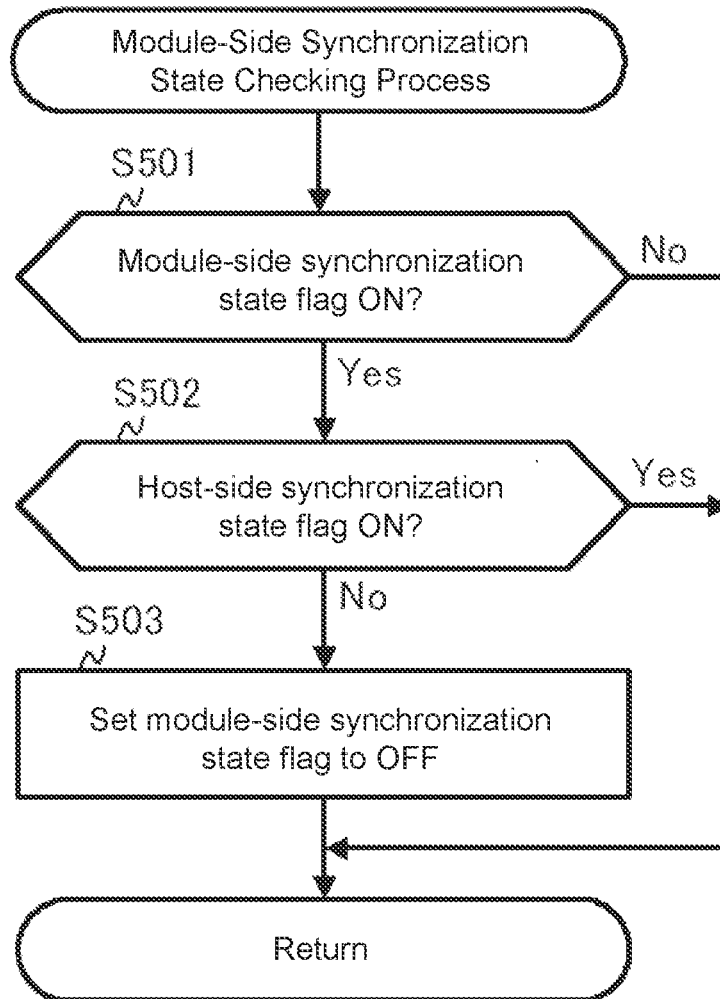 Module-Side Synchronization
State Checking Process
S501
Module-side synchronization
state flag ON?
No
Yes
S502
Host-side synchronization
state flag ON?
Yes
No
S503
Set module-side synchronization
state flag to OFF
Return